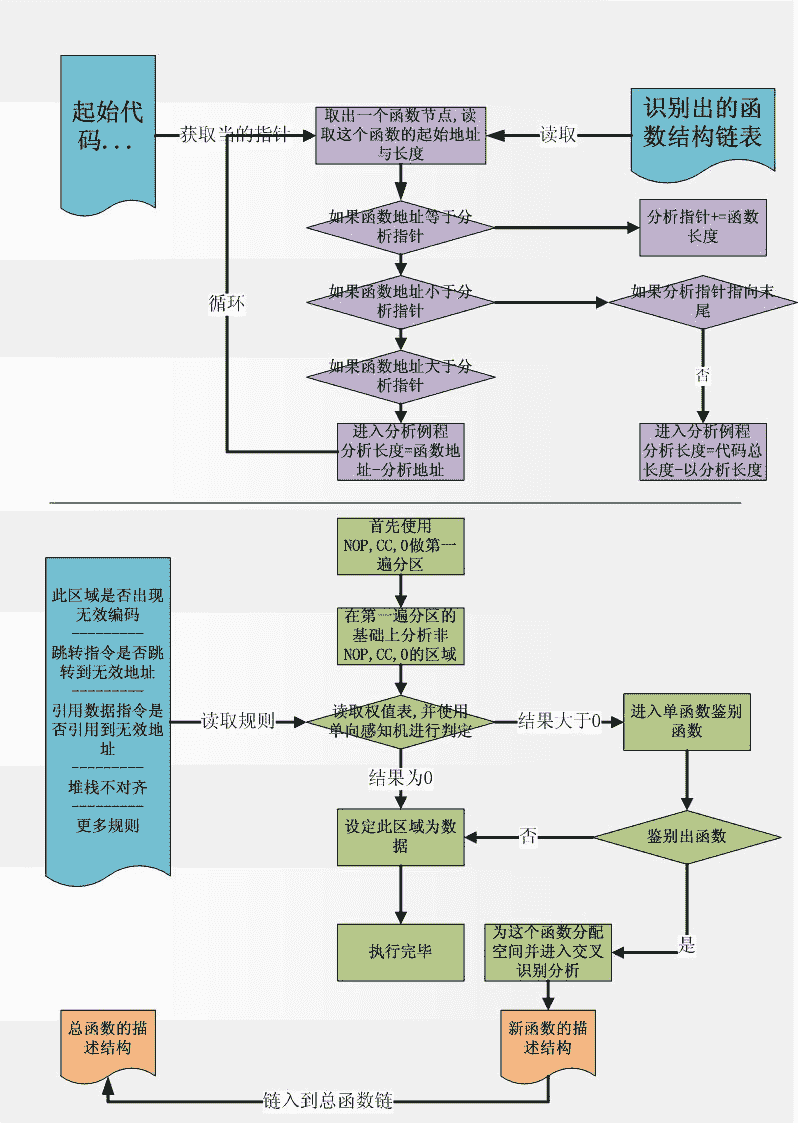 起始代
码...
获取当的指针
取出一个函数节点,读
取这个函数的起始地址
与长度
读取
识别出的函
数结构链表
如果函数地址等于分
析指针
分析指针+=函数
长度
循环
如果函数地址小于分
析指针
如果分析指针指向末
尾
如果函数地址大于分
析指针
否
进入分析例程
分析长度=函数地
址-分析地址
进入分析例程
分析长度=代码总
长度-以分析长度
首先使用
NOP,CC,0做第一
遍分区
在第一遍分区的
基础上分析非
NOP,CC,0的区域
此区域是否出现
无效编码
---------
跳转指令是否跳
转到无效地址
---------
引用数据指令是
否引用到无效地
址
---------
堆栈不对齐
---------
更多规则
读取规则
读取权值表,并使用
单向感知机进行判定
结果大于0
进入单函数鉴别
函数
结果为0
设定此区域为数
据
否
鉴别出函数
执行完毕
为这个函数分配
空间并进入交叉
识别分析
是
总函数的描
述结构
新函数的描
述结构
链入到总函数链